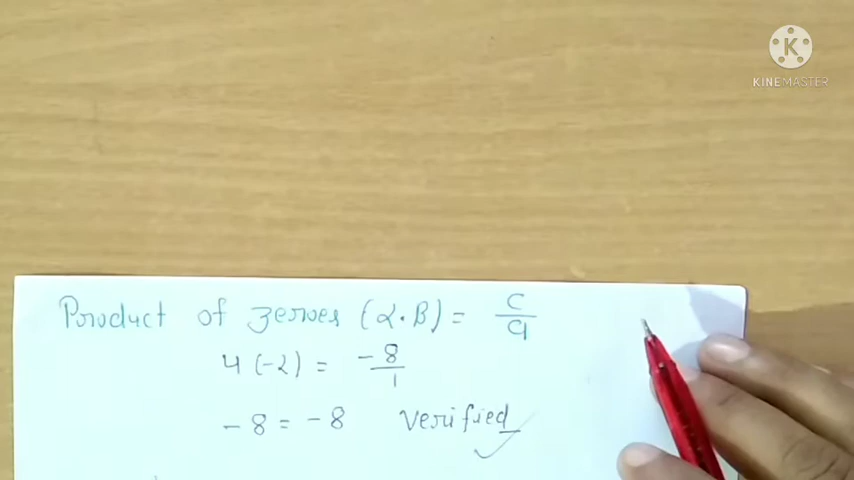 K
KINEMASTER
Product of zeroes (α.β) = c/a
4 (-2) = -8/1
-8 = -8 verified ✓